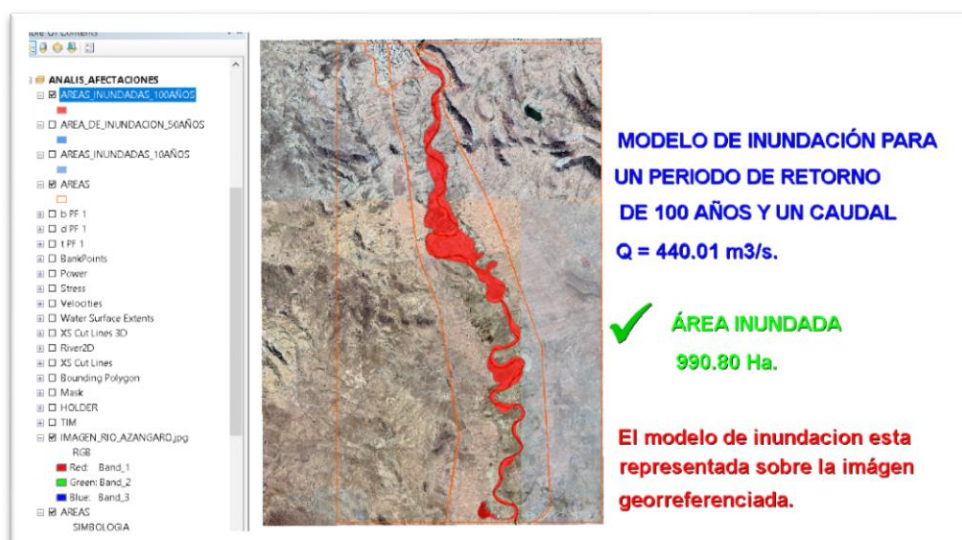 ANALIS_AFECTACIONES
AREAS_INUNDADAS_100AÑOS
AREA_DE_INUNDACION_50AÑOS
AREAS_INUNDADAS_10AÑOS
AREAS
b PF 1
d PF 1
t PF 1
BankPoints
Power
Stress
Velocities
Water Surface Extents
XS Cut Lines 3D
River2D
XS Cut Lines
Bounding Polygon
Mask
HOLDER
TIM
IMAGEN_RIO_AZANGARO.jpg
RGB
Red: Band_1
Green: Band_2
Blue: Band_3
AREAS
SIMBOLOGIA
MODELO DE INUNDACIÓN PARA
UN PERIODO DE RETORNO
DE 100 AÑOS Y UN CAUDAL
Q = 440.01 m3/s.
ÁREA INUNDADA
990.80 Ha.
El modelo de inundacion esta
representada sobre la imágen
georreferenciada.